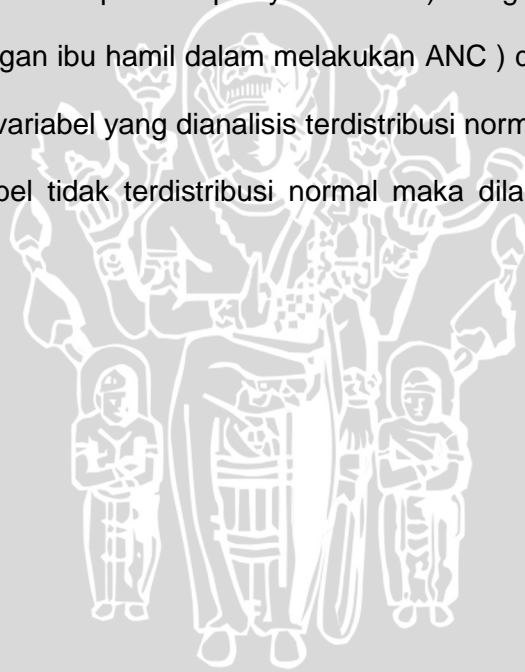 gan ibu hamil dalam melakukan ANC )
variabel yang dianalisis terdistribusi norm
bel tidak terdistribusi normal maka dila